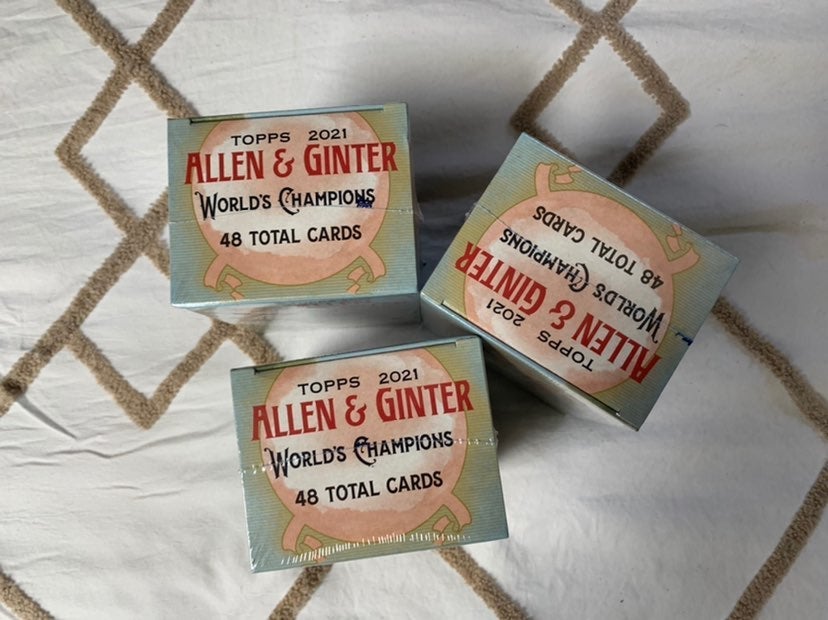 TOPPS 2021
ALLEN & GINTER
WORLD'S CHAMPIONS
48 TOTAL CARDS
TOPPS 2021
ALLEN & GINTER
WORLD'S CHAMPIONS
48 TOTAL CARDS
TOPPS 2021
ALLEN & GINTER
WORLD'S CHAMPIONS
48 TOTAL CARDS